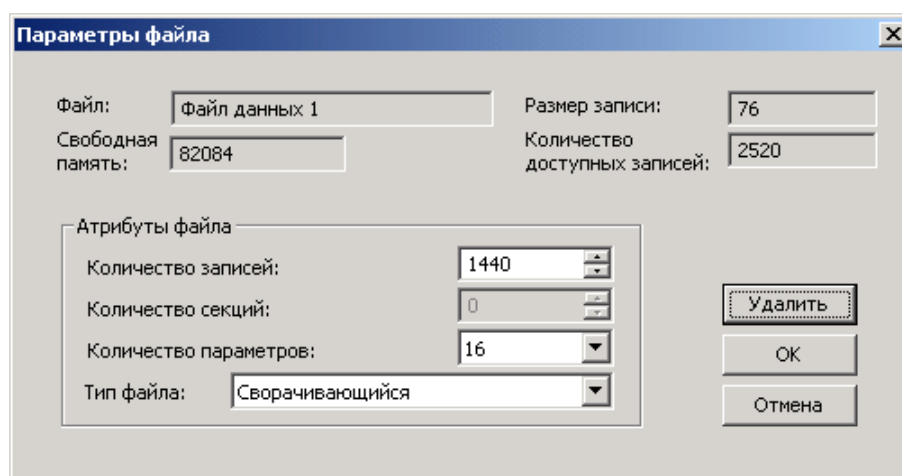 Параметры файла
Файл: Файл данных 1 Размер записи: 76
Свободная память: 82084 Количество доступных записей: 2520
Атрибуты файла
Количество записей: 1440
Количество секций: 0
Количество параметров: 16
Тип файла: Сворачивающийся
Удалить
OK
Отмена